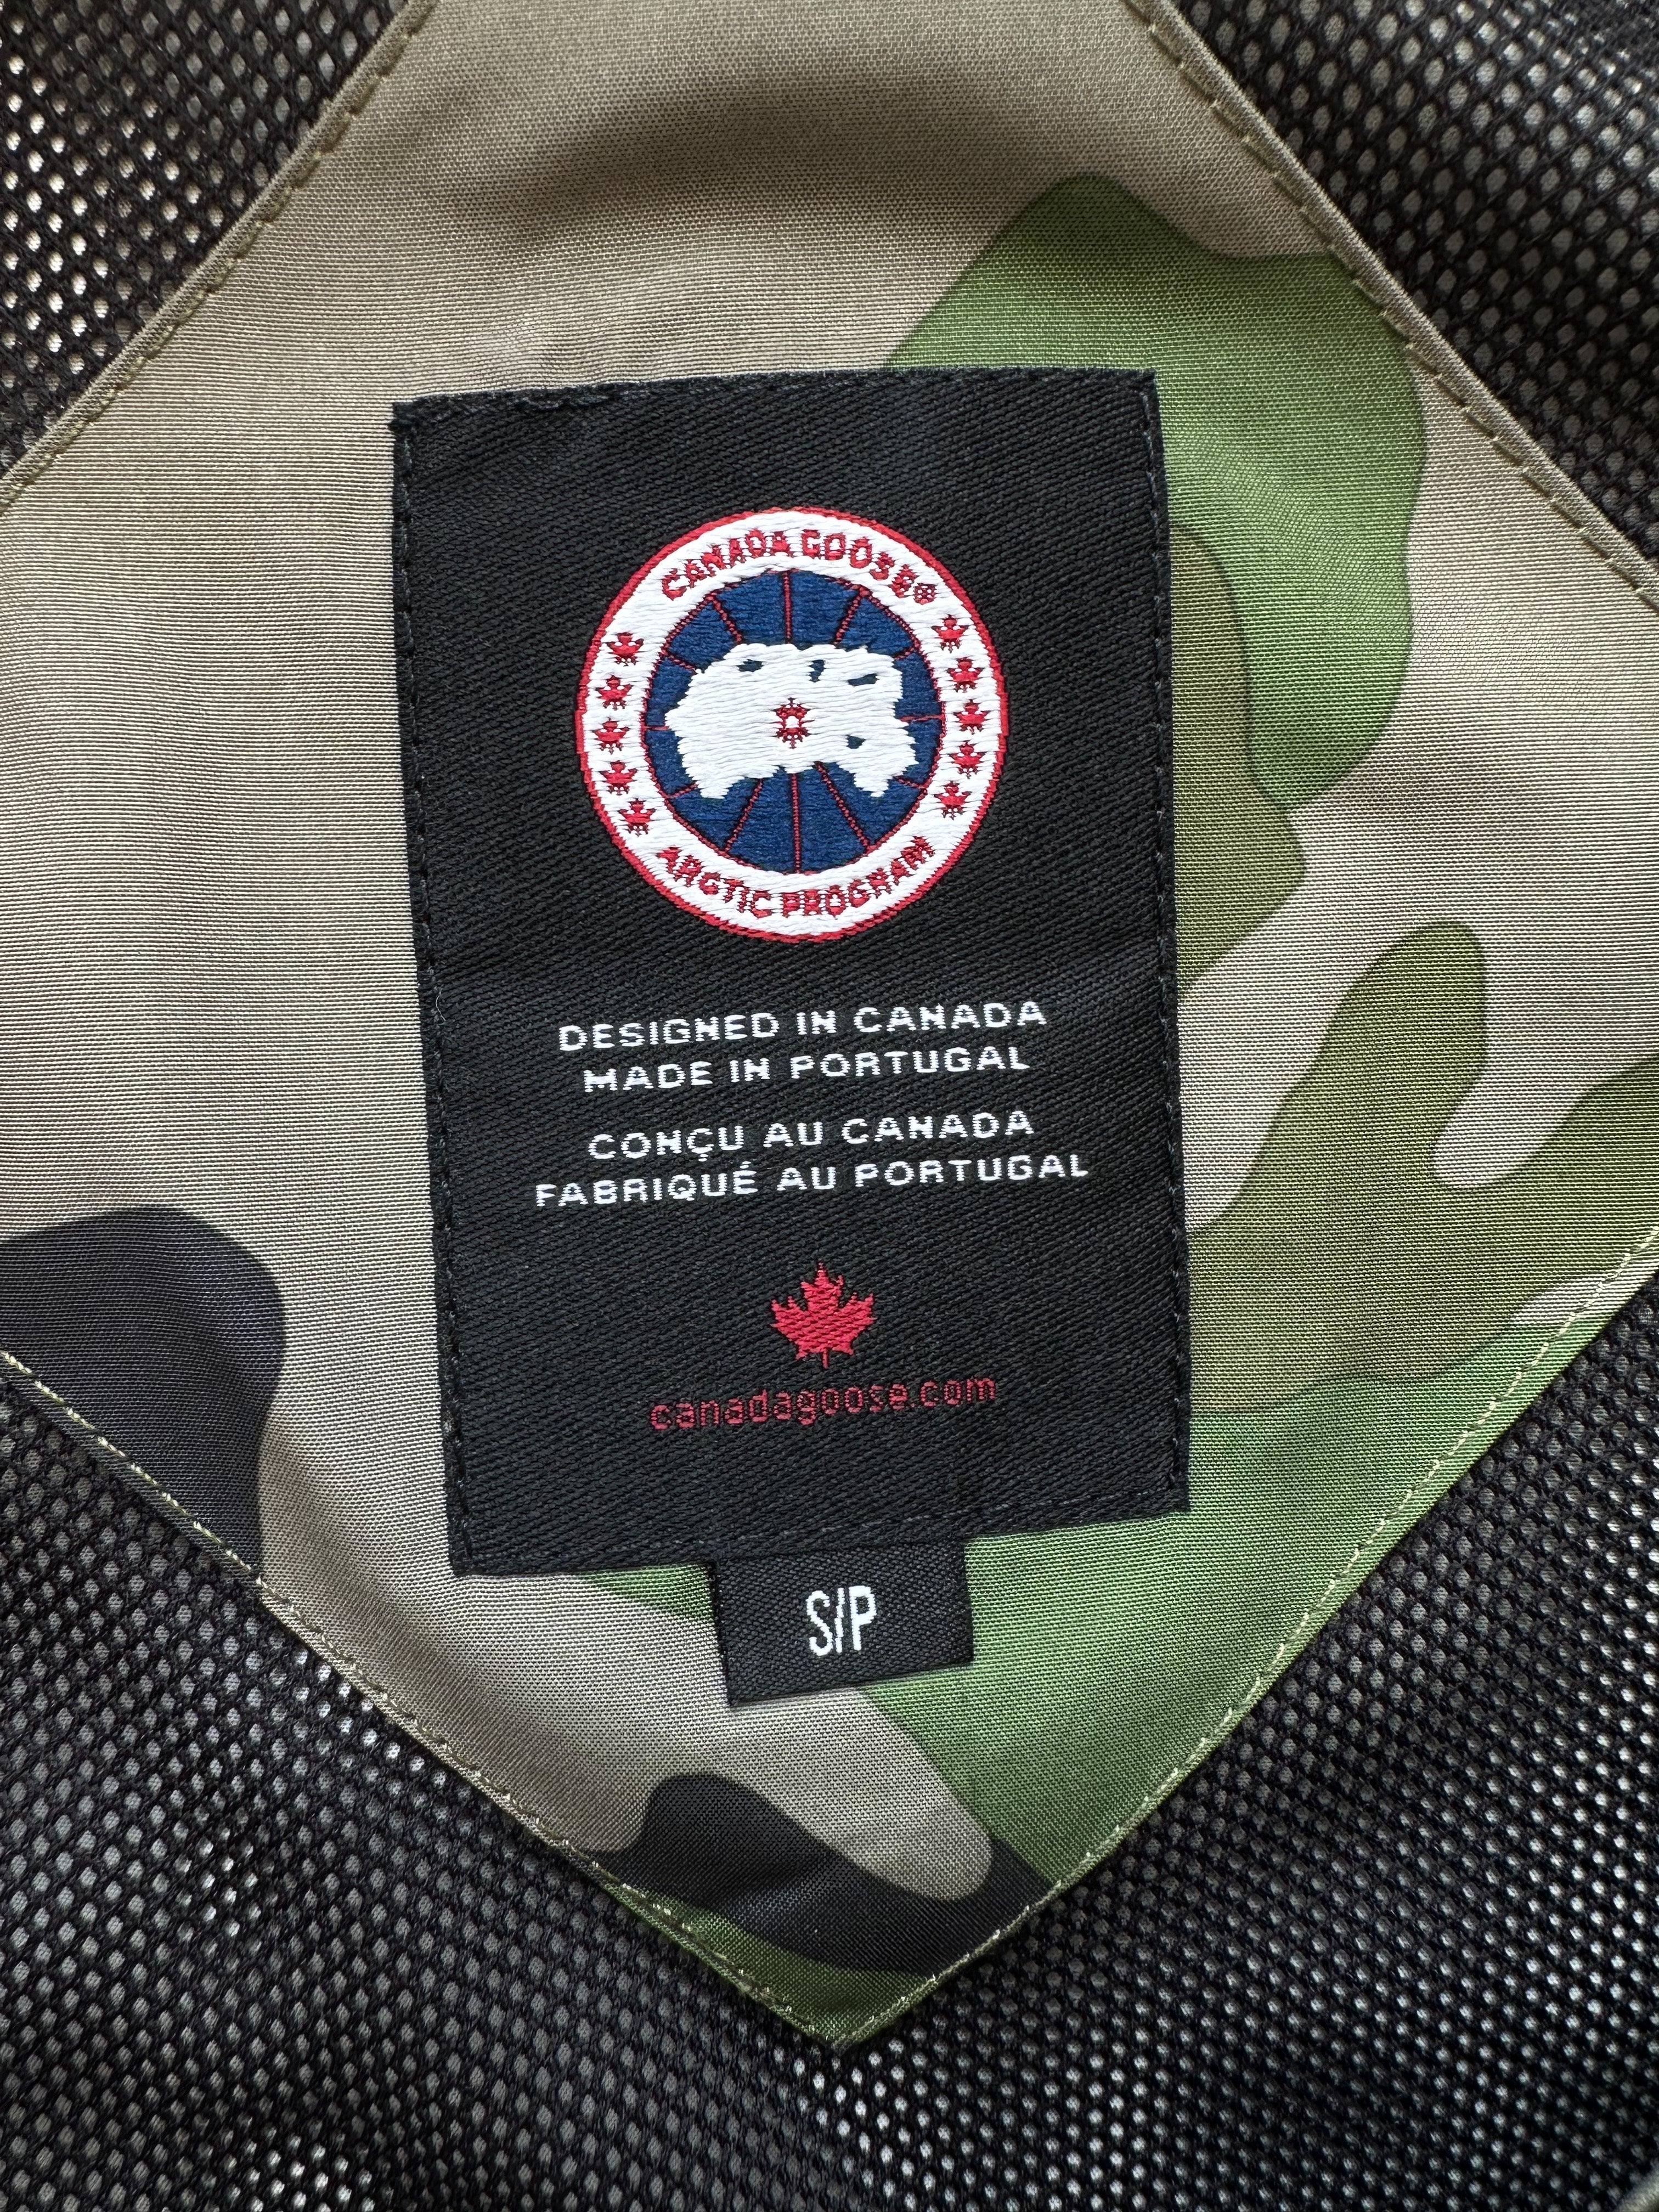 CANADA GOOSE®
ARCTIC PROGRAM
DESIGNED IN CANADA
MADE IN PORTUGAL
CONÇU AU CANADA
FABRIQUÉ AU PORTUGAL
canadagoose.com
S/P